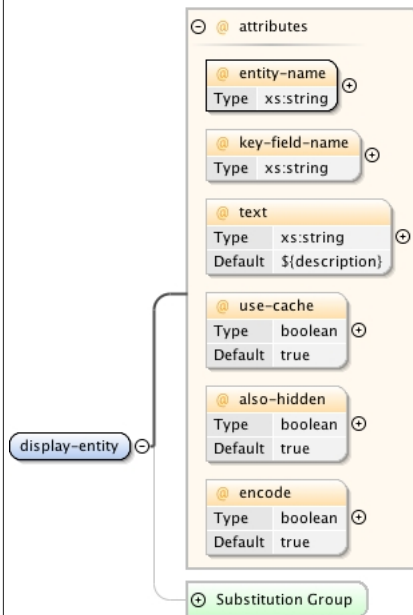 @ attributes
@ entity-name
Type xs:string
@ key-field-name
Type xs:string
@ text
Type xs:string
Default ${description}
@ use-cache
Type boolean
Default true
@ also-hidden
Type boolean
Default true
display-entity
@ encode
Type boolean
Default true
Substitution Group